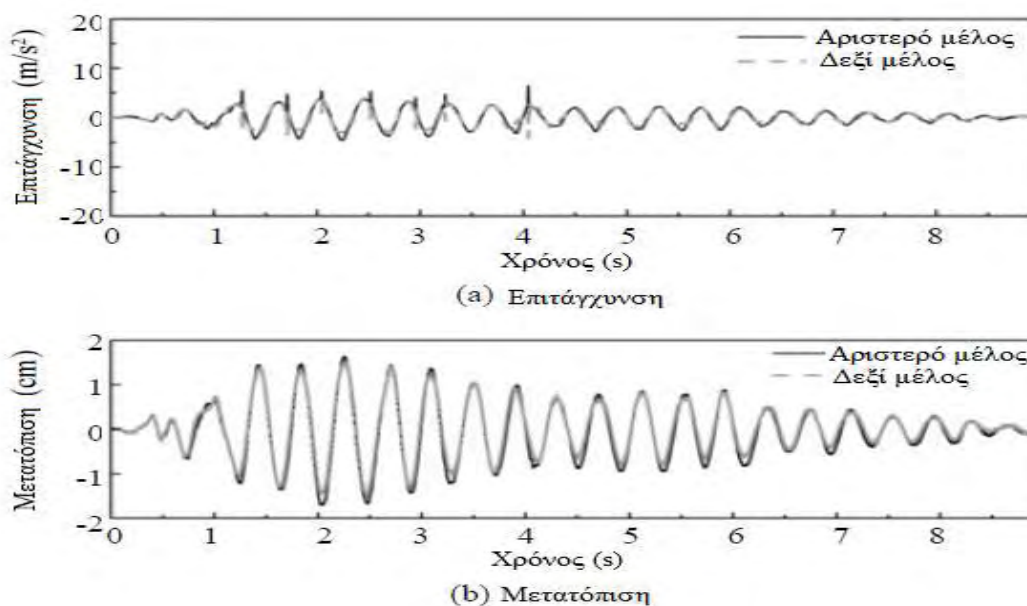 20
10
0
-10
-20
Επιτάγχυνση (m/s²)
Αριστερό μέλος
Δεξί μέλος
0 1 2 3 4 5 6 7 8
Χρόνος (s)
(a) Επιτάγχυνση
2
1
0
-1
-2
Μετατόπιση (cm)
Αριστερό μέλος
Δεξί μέλος
0 1 2 3 4 5 6 7 8
Χρόνος (s)
(b) Μετατόπιση